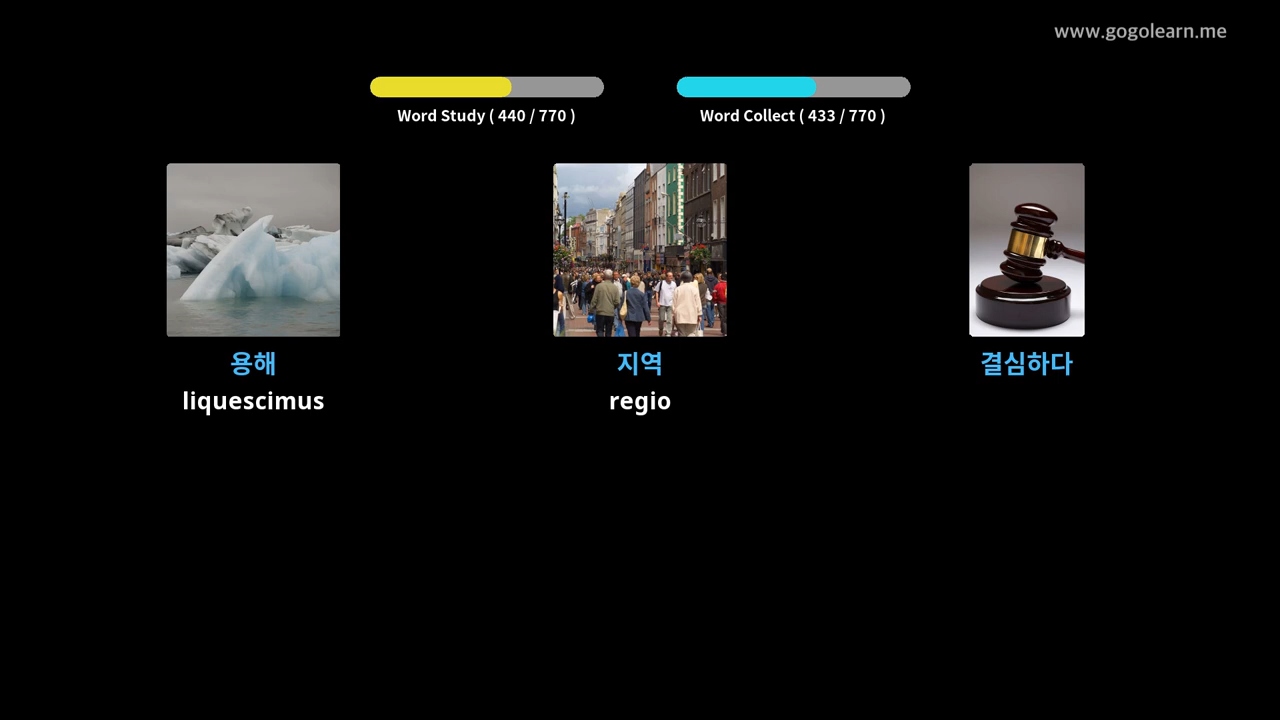 www.gogolearn.me
Word Study ( 440 / 770 )
Word Collect ( 433 / 770 )
용해
liquescimus
지역
regio
결심하다